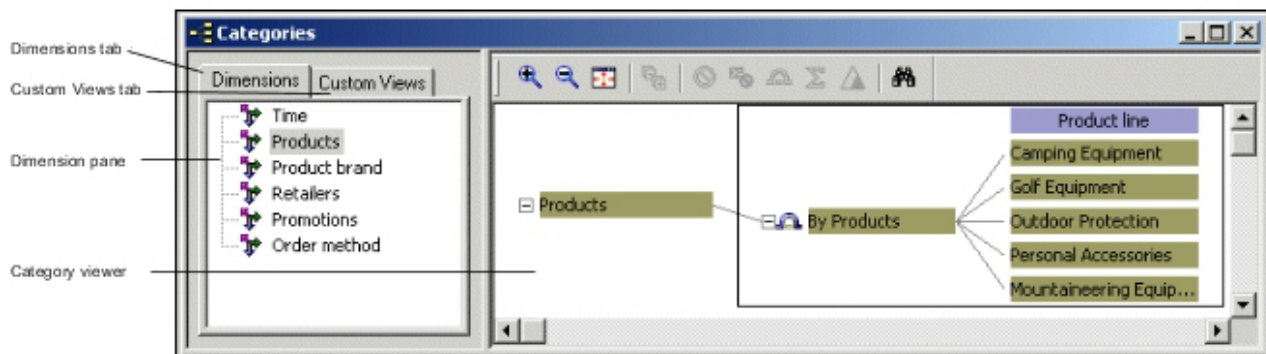 Categories
Dimensions tab
Custom Views tab
Dimension pane
Category viewer
Dimensions
Custom Views
Time
Products
Product brand
Retailers
Promotions
Order method
Products
By Products
Product line
Camping Equipment
Golf Equipment
Outdoor Protection
Personal Accessories
Mountaineering Equip...